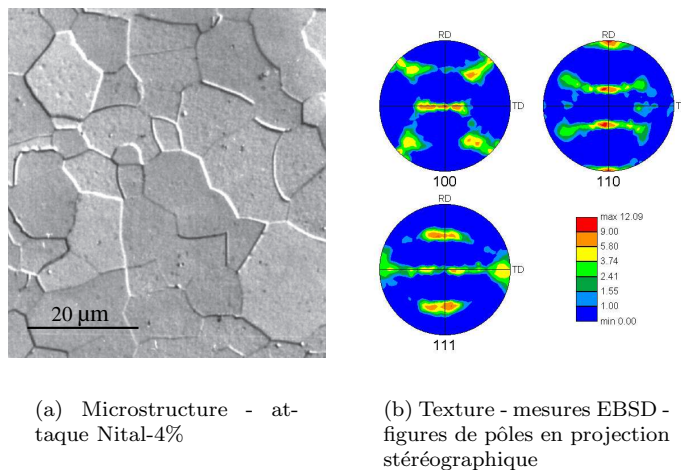 RD
TD
100
RD
T
110
RD
TD
111
max 12.09
9.00
5.80
3.74
2.41
1.55
1.00
min 0.00
20 µm
(a) Microstructure - at-
taque Nital-4%
(b) Texture - mesures EBSD -
figures de pôles en projection
stéréographique